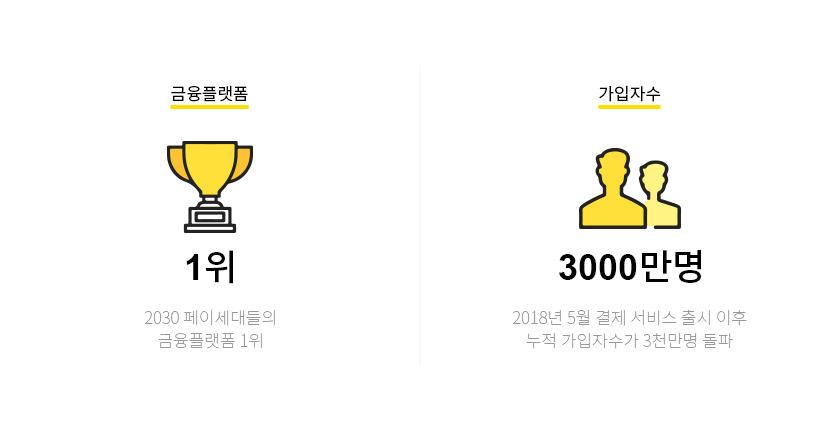 금융플랫폼
1위
2030 페이세대들의
금융플랫폼 1위
가입자수
3000만명
2018년 5월 결제 서비스 출시 이후
누적 가입자수가 3천만명 돌파